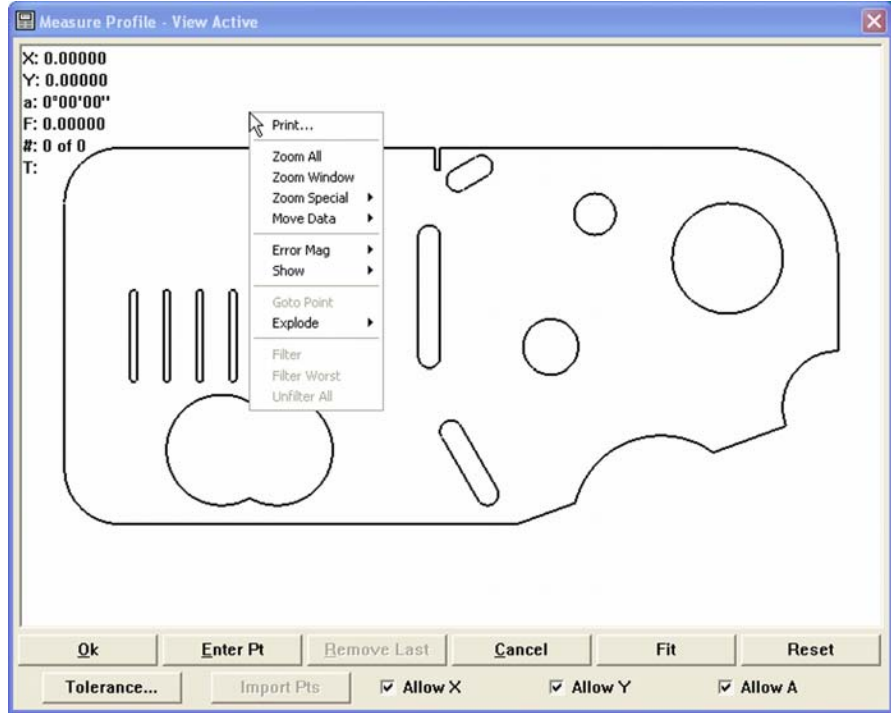 Measure Profile - View Active
X: 0.00000
Y: 0.00000
a: 0°00'00"
F: 0.00000
#: 0 of 0
T:
Print...
Zoom All
Zoom Window
Zoom Special
Move Data
Error Mag
Show
Goto Point
Explode
Filter
Filter Worst
Unfilter All
Ok Enter Pt Remove Last Cancel Fit Reset
Tolerance... Import Pts Allow X Allow Y Allow A